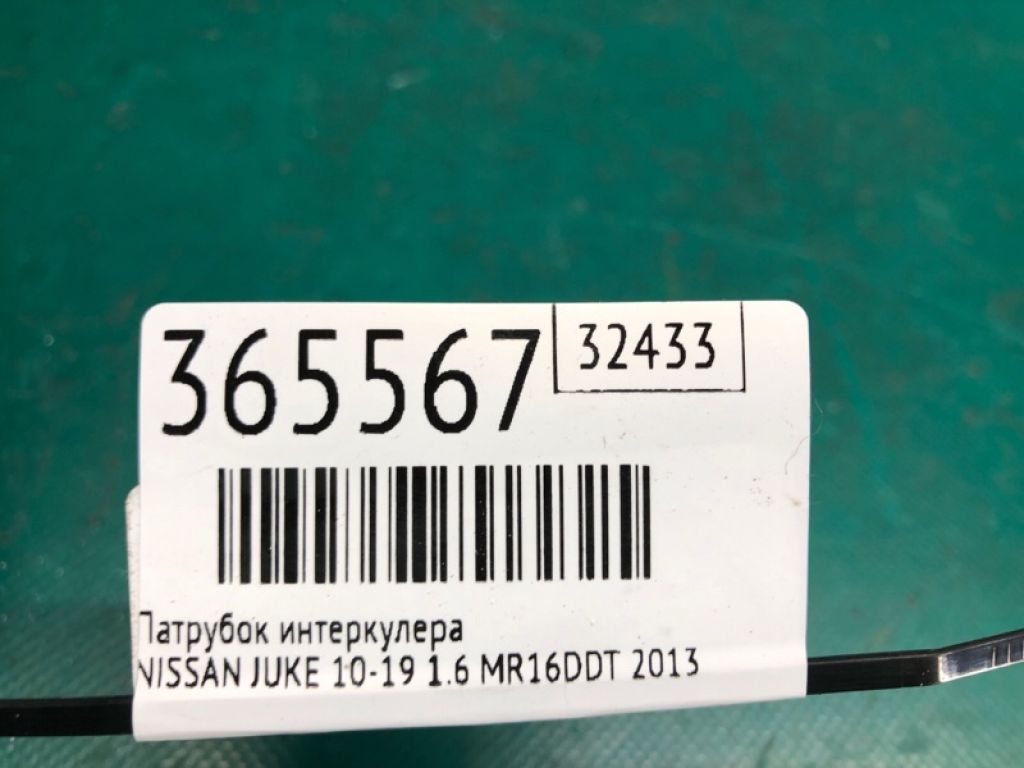 365567
32433
Патрубок интеркулера
NISSAN JUKE 10-19 1.6 MR16DDT 2013